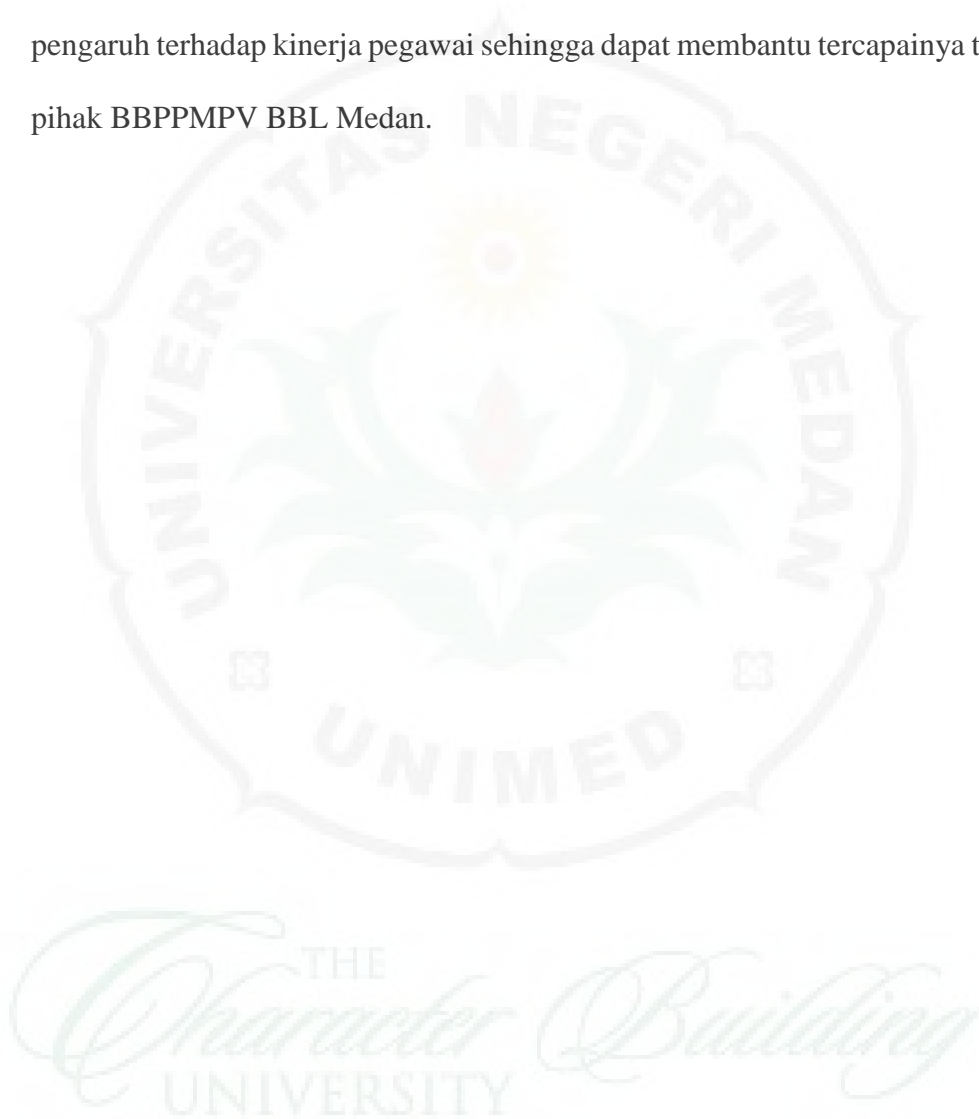 pengaruh terhadap kinerja pegawai sehingga dapat membantu tercapainya
pihak BBPPMPV BBL Medan.
UNIVERSITAS NEGERI MEDAN
UNIMED
THE
Character Building
UNIVERSITY